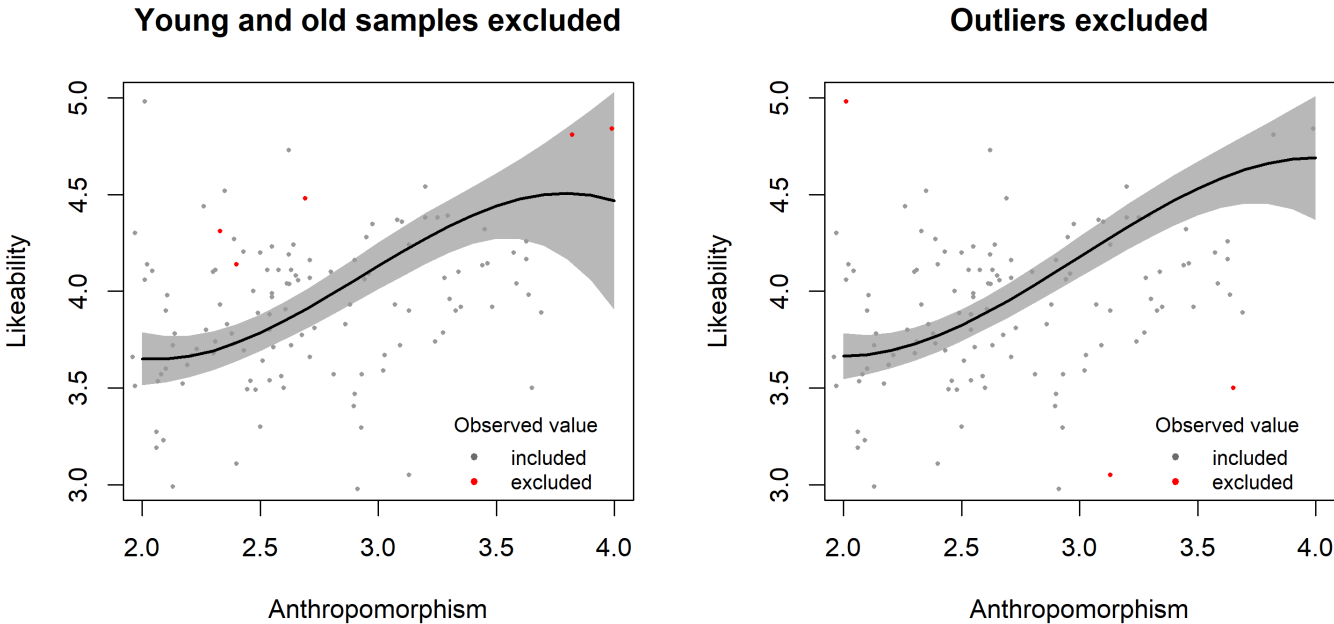 Young and old samples excluded
Likeability
5.0
4.5
4.0
3.5
3.0
Observed value
included
excluded
2.0 2.5 3.0 3.5 4.0
Anthropomorphism
Outliers excluded
Likeability
5.0
4.5
4.0
3.5
3.0
Observed value
included
excluded
2.0 2.5 3.0 3.5 4.0
Anthropomorphism